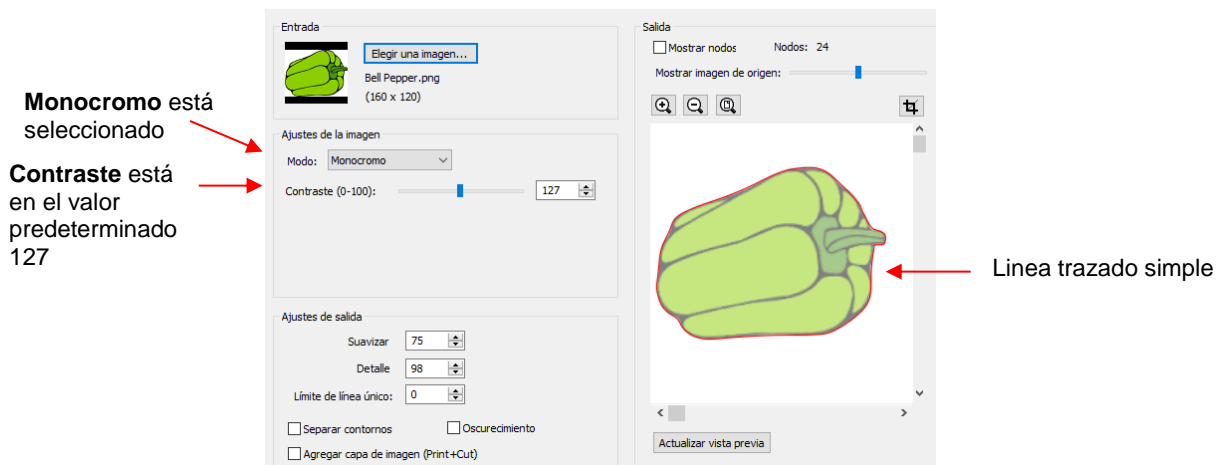 Monocromo está
seleccionado
Contraste está
en el valor
predeterminado
127
Entrada
Elegir una imagen...
Bell Pepper.png
(160 x 120)
Ajustes de la imagen
Modo: Monocromo
Contraste (0-100): 127
Ajustes de salida
Suavizar 75
Detalle 98
Límite de línea único: 0
Separar contornos Oscurecimiento
Agregar capa de imagen (Print+Cut)
Salida
Mostrar nodos Nodos: 24
Mostrar imagen de origen:
Actualizar vista previa
Linea trazado simple